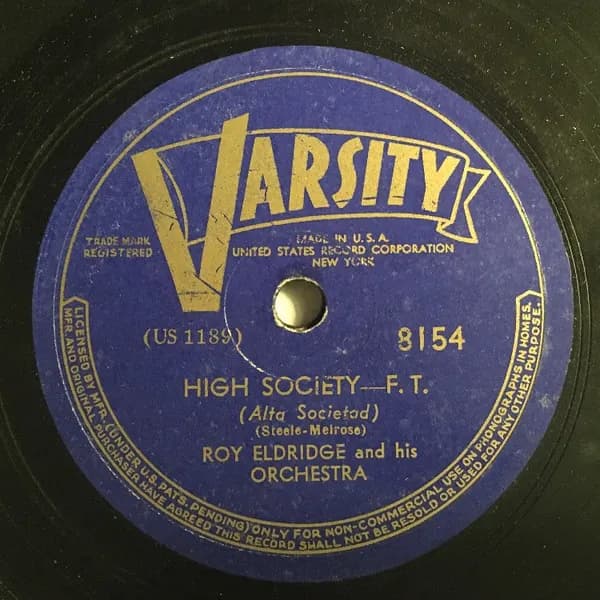 VARSITY
TRADE MARK
REGISTERED
MADE IN U.S.A.
UNITED STATES RECORD CORPORATION
NEW YORK
(US 1189)
8154
HIGH SOCIETY—F. T.
(Alta Societad)
(Steele-Melrose)
ROY ELDRIDGE and his
ORCHESTRA
LICENSED BY MFR. (UNDER U.S. PATS. PENDING) ONLY FOR NON-COMMERCIAL USE ON PHONOGRAPHS IN HOMES.
MFR. AND ORIGINAL PURCHASER HAVE AGREED THIS RECORD SHALL NOT BE RESOLD OR USED FOR ANY OTHER PURPOSE.